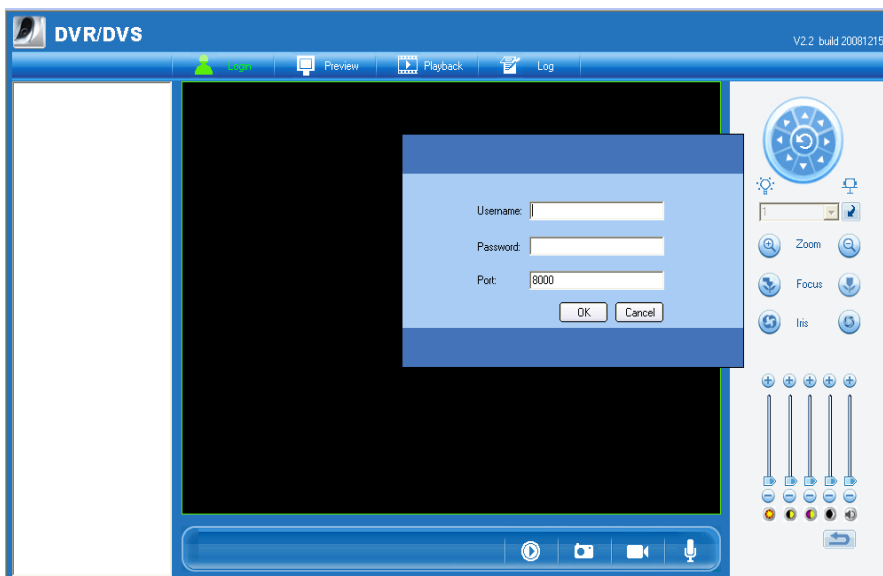 DVR/DVS
V2.2 build 20081215
Login Preview Playback Log
Username:
Password:
Port: 8000
OK Cancel
1
Zoom
Focus
Iris